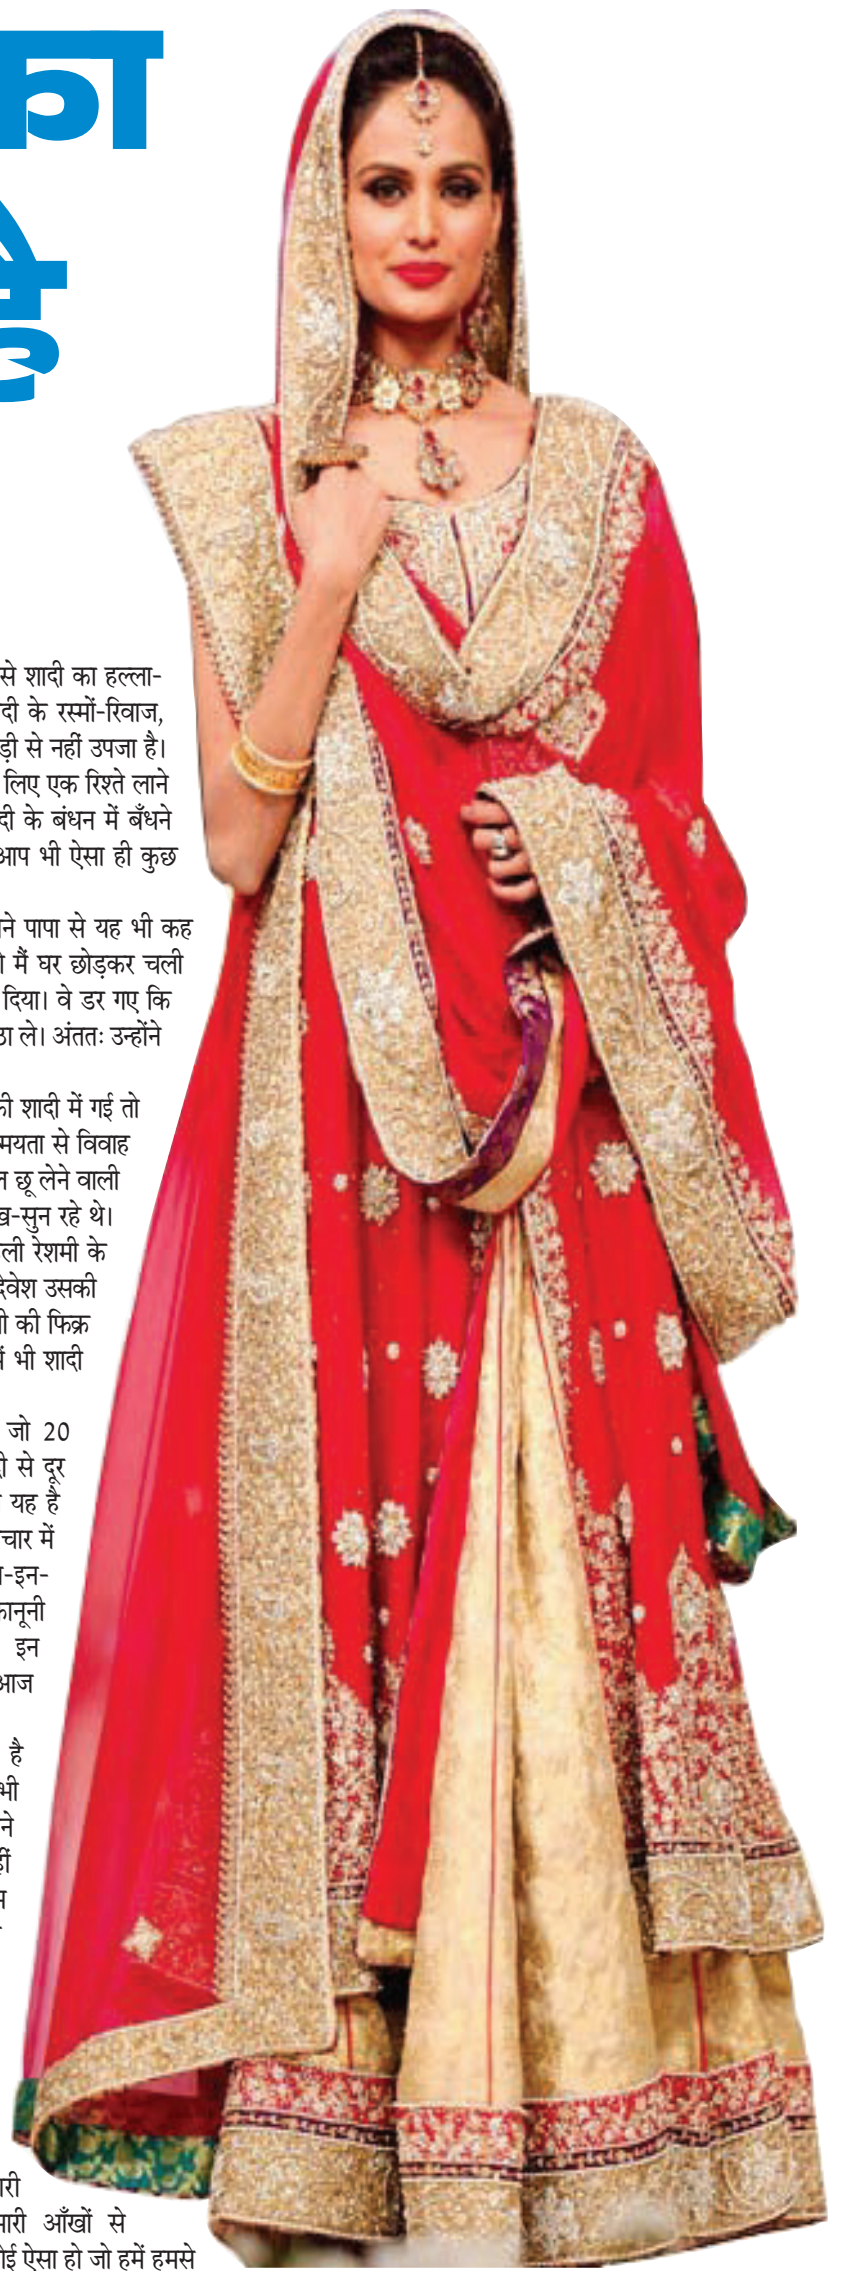 का
है
से शादी का हल्ला-
दी के रस्मों-रिवाज,
ड़ी से नहीं उपजा है।
लिए एक रिश्ते लाने
दी के बंधन में बँधने
आप भी ऐसा ही कुछ
ने पापा से यह भी कह
मैं घर छोड़कर चली
दिया। वे डर गए कि
ठा ले। अंततः उन्होंने
की शादी में गई तो
मयता से विवाह
छू लेने वाली
ख-सुन रहे थे।
ली रेशमी के
देवेश उसकी
की फिक्र
में भी शादी
जो 20
से दूर
यह है
चार में
-इन-
कानूनी
इन
आज
है
भी
ने
हीं
री
मारी आँखों से
ोई ऐसा हो जो हमें हमसे